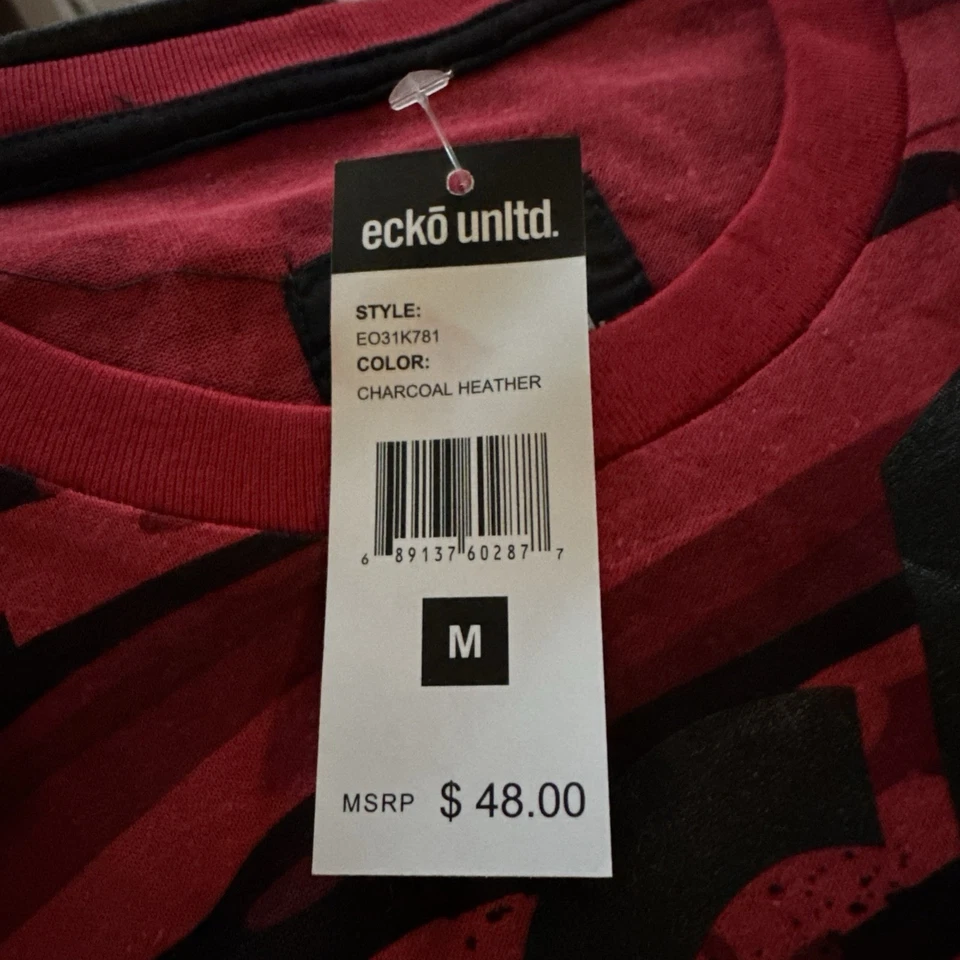 eckō unltd.
STYLE:
EO31K781
COLOR:
CHARCOAL HEATHER
6 89137 60287 7
M
MSRP $ 48.00